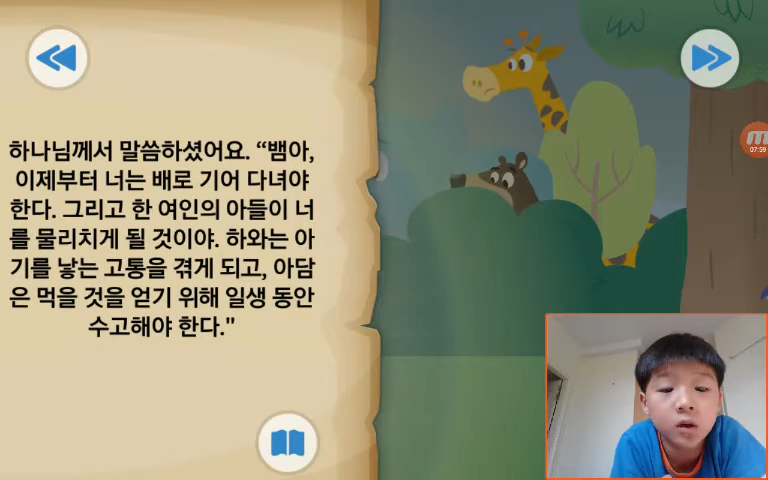 하나님께서 말씀하셨어요. “뱀아,
이제부터 너는 배로 기어 다녀야
한다. 그리고 한 여인의 아들이 너
를 물리치게 될 것이야. 하와는 아
기를 낳는 고통을 겪게 되고, 아담
은 먹을 것을 얻기 위해 일생 동안
수고해야 한다."
07:59